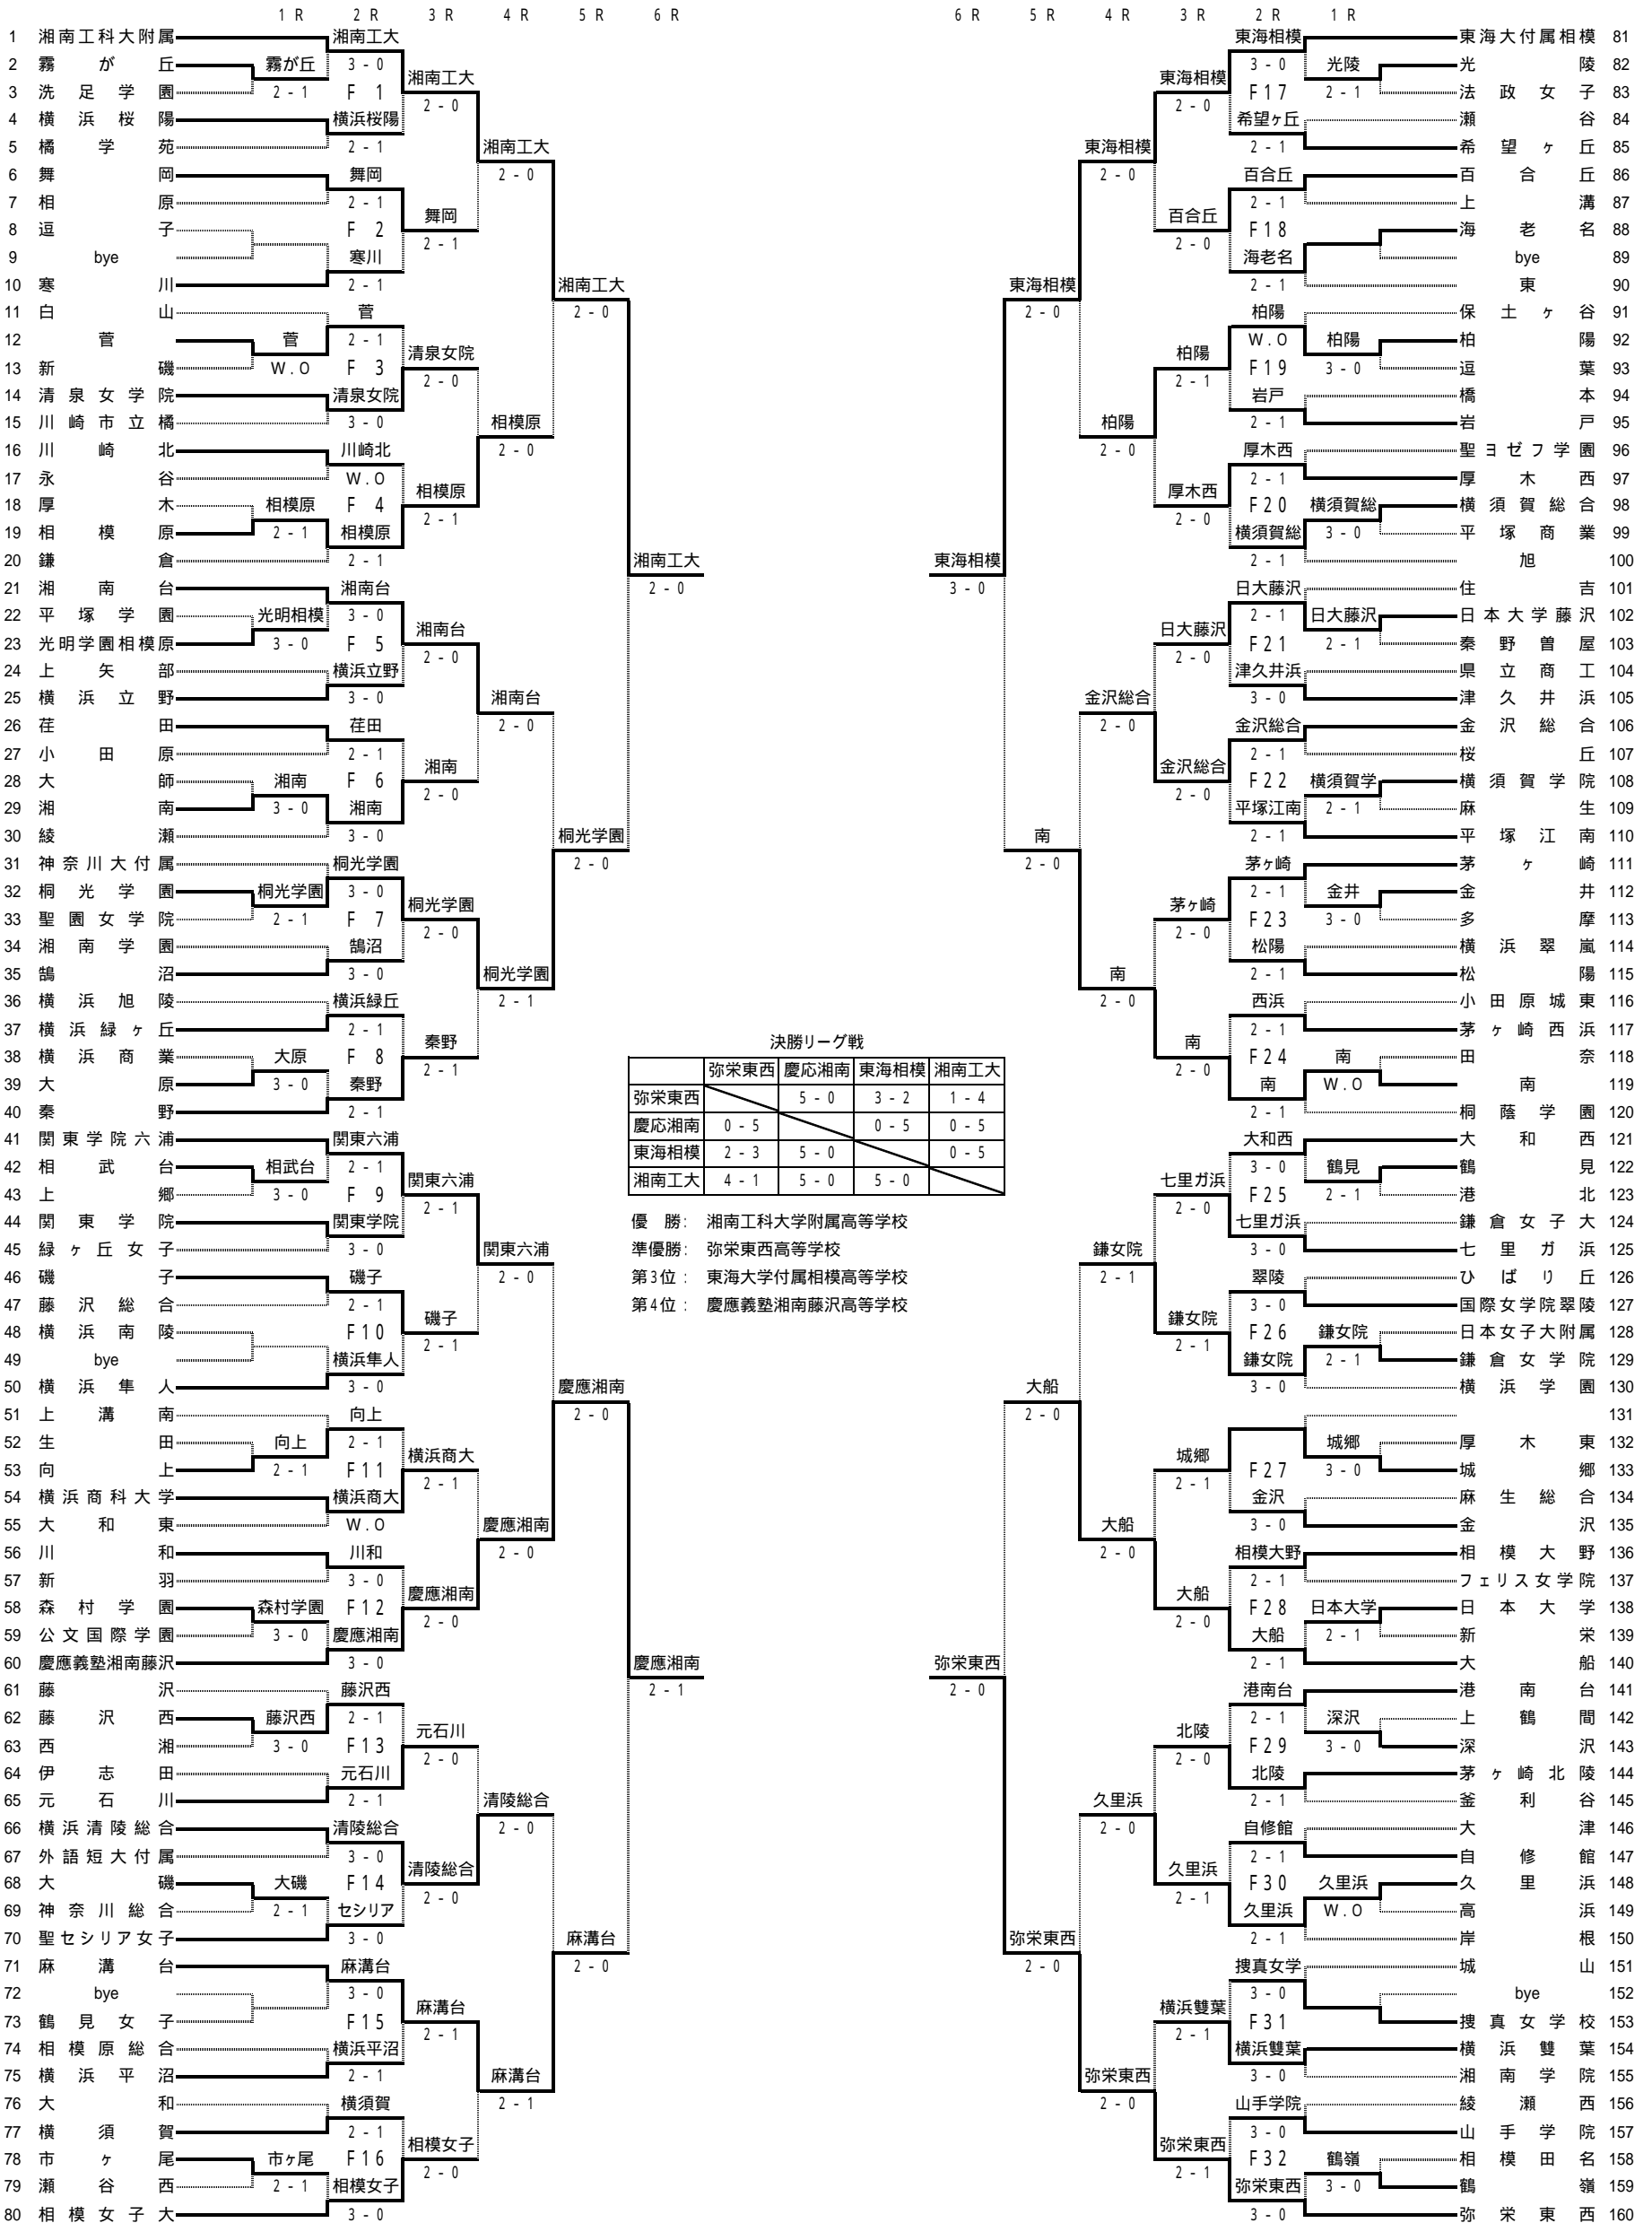 1 R 2 R 3 R 4 R 5 R 6 R 6 R 5 R 4 R 3 R 2 R 1 R
1 湘南工科大附属 湘南工大 東海相模 東海大付属相模 81
2 霧が丘 霧が丘 3 - 0 3 - 0 光陵 光陵 82
湘南工大 東海相模
3 洗足学園 2 - 1 F 1 2 - 0 2 - 0 F17 2 - 1 法政女子 83
4 横浜桜陽 横浜桜陽 希望ヶ丘 瀬谷 84
5 橘学苑 2 - 1 湘南工大 東海相模 2 - 1 希望ヶ丘 85
6 舞岡 舞岡 2 - 0 2 - 0 百合丘 百合丘 86
7 相原 2 - 1 舞岡 百合丘 2 - 1 上溝 87
8 逗子 F 2 2 - 1 2 - 0 F18 海老名 88
9 bye 寒川 海老名 bye 89
10 寒川 2 - 1 湘南工大 東海相模 2 - 1 東 90
11 白山 菅 2 - 0 2 - 0 柏陽 保土ヶ谷 91
12 菅 菅 2 - 1 W.O 柏陽 柏陽 92
清泉女院 柏陽
13 新磯 W.O F 3 2 - 0 2 - 1 F19 3 - 0 逗葉 93
14 清泉女学院 清泉女院 岩戸 橋本 94
15 川崎市立橘 3 - 0 相模原 柏陽 2 - 1 岩戸 95
16 川崎北 川崎北 2 - 0 2 - 0 厚木西 聖ヨゼフ学園 96
17 永谷 W.O 相模原 厚木西 2 - 1 厚木西 97
18 厚木 相模原 F 4 2 - 1 2 - 0 F20 横須賀総 横須賀総合 98
19 相模原 2 - 1 相模原 横須賀総 3 - 0 平塚商業 99
20 鎌倉 2 - 1 湘南工大 東海相模 2 - 1 旭 100
21 湘南台 湘南台 2 - 0 3 - 0 日大藤沢 住吉 101
22 平塚学園 光明相模 3 - 0 2 - 1 日大藤沢 日本大学藤沢 102
湘南台 日大藤沢
23 光明学園相模原 3 - 0 F 5 2 - 0 2 - 0 F21 2 - 1 秦野曽屋 103
24 上矢部 横浜立野 津久井浜 県立商工 104
25 横浜立野 3 - 0 湘南台 金沢総合 3 - 0 津久井浜 105
26 荏田 荏田 2 - 0 2 - 0 金沢総合 金沢総合 106
27 小田原 2 - 1 湘南 金沢総合 2 - 1 桜丘 107
28 大師 湘南 F 6 2 - 0 2 - 0 F22 横須賀学 横須賀学院 108
29 湘南 3 - 0 湘南 平塚江南 2 - 1 麻生 109
30 綾瀬 3 - 0 桐光学園 南 2 - 1 平塚江南 110
31 神奈川大付属 桐光学園 2 - 0 2 - 0 茅ヶ崎 茅ヶ崎 111
32 桐光学園 桐光学園 3 - 0 2 - 1 金井 金井 112
桐光学園 茅ヶ崎
33 聖園女学院 2 - 1 F 7 2 - 0 2 - 0 F23 3 - 0 多摩 113
34 湘南学園 鵠沼 松陽 横浜翠嵐 114
35 鵠沼 3 - 0 桐光学園 南 2 - 1 松陽 115
36 横浜旭陵 横浜緑丘 2 - 1 2 - 0 西浜 小田原城東 116
37 横浜緑ヶ丘 2 - 1 秦野 南 2 - 1 茅ヶ崎西浜 117
38 横浜商業 大原 F 8 2 - 1 2 - 0 F24 南 田奈 118
39 大原 3 - 0 秦野 南 W.O 南 119
40 秦野 2 - 1 2 - 1 桐蔭学園 120
決勝リーグ戦
弥栄東西 慶応湘南 東海相模 湘南工大
弥栄東西 5 - 0 3 - 2 1 - 4
慶応湘南 0 - 5 0 - 5 0 - 5
東海相模 2 - 3 5 - 0 0 - 5
湘南工大 4 - 1 5 - 0 5 - 0
優 勝: 湘南工科大学附属高等学校
準優勝: 弥栄東西高等学校
第3位: 東海大学付属相模高等学校
第4位: 慶應義塾湘南藤沢高等学校
41 関東学院六浦 関東六浦 大和西 大和西 121
42 相武台 相武台 2 - 1 3 - 0 鶴見 鶴見 122
関東六浦 七里ガ浜
43 上郷 3 - 0 F 9 2 - 1 2 - 0 F25 2 - 1 港北 123
44 関東学院 関東学院 七里ガ浜 鎌倉女子大 124
45 緑ヶ丘女子 3 - 0 関東六浦 鎌女院 3 - 0 七里ガ浜 125
46 磯子 磯子 2 - 0 2 - 1 翠陵 ひばり丘 126
47 藤沢総合 2 - 1 磯子 鎌女院 3 - 0 国際女学院翠陵 127
48 横浜南陵 F10 2 - 1 2 - 1 F26 鎌女院 日本女子大附属 128
49 bye 横浜隼人 鎌女院 2 - 1 鎌倉女学院 129
50 横浜隼人 3 - 0 慶應湘南 大船 3 - 0 横浜学園 130
51 上溝南 向上 2 - 0 2 - 0 131
52 生田 向上 2 - 1 城郷 厚木東 132
横浜商大 城郷
53 向上 2 - 1 F11 2 - 1 2 - 1 F27 3 - 0 城郷 133
54 横浜商科大学 横浜商大 金沢 麻生総合 134
55 大和東 W.O 慶應湘南 大船 3 - 0 金沢 135
56 川和 川和 2 - 0 2 - 0 相模大野 相模大野 136
57 新羽 3 - 0 慶應湘南 大船 2 - 1 フェリス女学院 137
58 森村学園 森村学園 F12 2 - 0 2 - 0 F28 日本大学 日本大学 138
59 公文国際学園 3 - 0 慶應湘南 大船 2 - 1 新栄 139
60 慶應義塾湘南藤沢 3 - 0 慶應湘南 弥栄東西 2 - 1 大船 140
61 藤沢 藤沢西 2 - 1 2 - 0 港南台 港南台 141
62 藤沢西 藤沢西 2 - 1 2 - 1 深沢 上鶴間 142
元石川 北陵
63 西湘 3 - 0 F13 2 - 0 2 - 0 F29 3 - 0 深沢 143
64 伊志田 元石川 北陵 茅ヶ崎北陵 144
65 元石川 2 - 1 清陵総合 久里浜 2 - 1 釜利谷 145
66 横浜清陵総合 清陵総合 2 - 0 2 - 0 自修館 大津 146
67 外語短大付属 3 - 0 清陵総合 久里浜 2 - 1 自修館 147
68 大磯 大磯 F14 2 - 0 2 - 1 F30 久里浜 久里浜 148
69 神奈川総合 2 - 1 セシリア 久里浜 W.O 高浜 149
70 聖セシリア女子 3 - 0 麻溝台 弥栄東西 2 - 1 岸根 150
71 麻溝台 麻溝台 2 - 0 2 - 0 捜真女学 城山 151
72 bye 3 - 0 3 - 0 bye 152
麻溝台 横浜雙葉
73 鶴見女子 F15 2 - 1 2 - 1 F31 捜真女学校 153
74 相模原総合 横浜平沼 横浜雙葉 横浜雙葉 154
75 横浜平沼 2 - 1 麻溝台 弥栄東西 3 - 0 湘南学院 155
76 大和 横須賀 2 - 1 2 - 0 山手学院 綾瀬西 156
77 横須賀 2 - 1 相模女子 弥栄東西 3 - 0 山手学院 157
78 市ヶ尾 市ヶ尾 F16 2 - 0 2 - 1 F32 鶴嶺 相模田名 158
79 瀬谷西 2 - 1 相模女子 弥栄東西 3 - 0 鶴嶺 159
80 相模女子大 3 - 0 3 - 0 弥栄東西 160